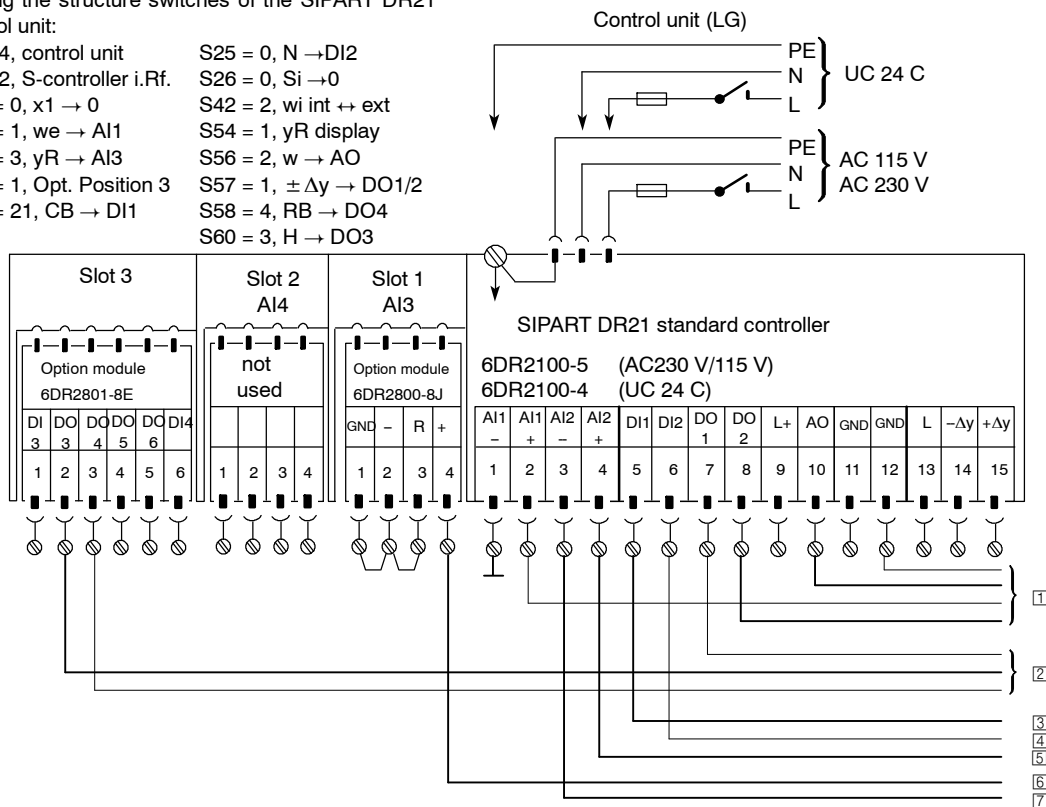 ng the structure switches of the SIPART DR21
ol unit:
4, control unit
2, S-controller i.Rf.
= 0, x1 → 0
= 1, we → AI1
= 3, yR → AI3
= 1, Opt. Position 3
= 21, CB → DI1
S25 = 0, N →DI2
S26 = 0, Si →0
S42 = 2, wi int ↔ ext
S54 = 1, yR display
S56 = 2, w → AO
S57 = 1, ± Δy → DO1/2
S58 = 4, RB → DO4
S60 = 3, H → DO3
Control unit (LG)
PE
N
L
UC 24 C
PE
N
L
AC 115 V
AC 230 V
Slot 3
Option module
6DR2801-8E
DI 3 DO 3 DO 4 DO 5 DO 6 DI4
1 2 3 4 5 6
Slot 2
AI4
not
used
1 2 3 4
Slot 1
AI3
Option module
6DR2800-8J
GND − R +
1 2 3 4
SIPART DR21 standard controller
6DR2100-5 (AC230 V/115 V)
6DR2100-4 (UC 24 C)
AI1 − AI1 + AI2 − AI2 + DI1 DI2 DO 1 DO 2 L+ AO GND GND L −Δy +Δy
1 2 3 4 5 6 7 8 9 10 11 12 13 14 15
1
2
3
4
5
6
7